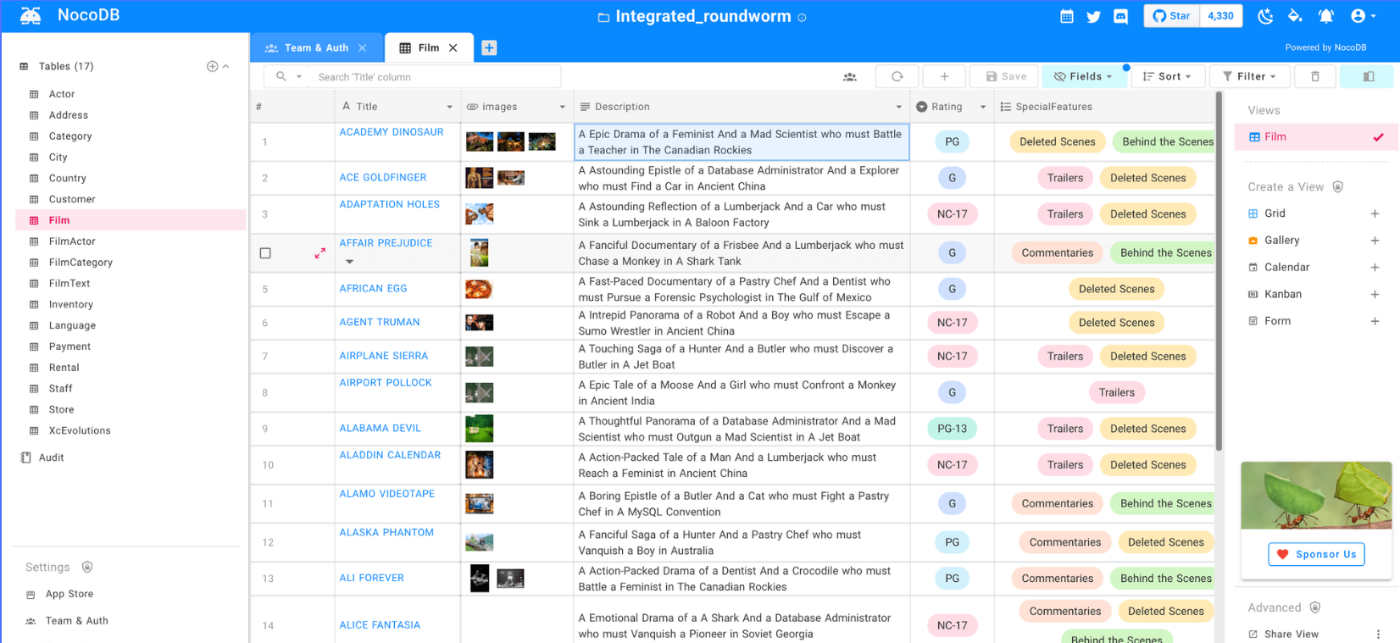 NocoDB
Integrated_roundworm
Star 4,330
Team & Auth
Film
Powered by NocoDB
Tables (17)
Search 'Title' column
Save
Fields
Sort
Filter
Actor
Address
Category
City
Country
Customer
Film
FilmActor
FilmCategory
FilmText
Inventory
Language
Payment
Rental
Staff
Store
XcEvolutions
Audit
Settings
App Store
Team & Auth
# Title images Description Rating SpecialFeatures
1 ACADEMY DINOSAUR A Epic Drama of a Feminist And a Mad Scientist who must Battle
a Teacher in The Canadian Rockies PG Deleted Scenes Behind the Scenes
2 ACE GOLDFINGER A Astounding Epistle of a Database Administrator And a Explorer
who must Find a Car in Ancient China G Trailers Deleted Scenes
3 ADAPTATION HOLES A Astounding Reflection of a Lumberjack And a Car who must
Sink a Lumberjack in A Baloon Factory NC-17 Trailers Deleted Scenes
AFFAIR PREJUDICE A Fanciful Documentary of a Frisbee And a Lumberjack who must
Chase a Monkey in A Shark Tank G Commentaries Behind the Scenes
5 AFRICAN EGG A Fast-Paced Documentary of a Pastry Chef And a Dentist who
must Pursue a Forensic Psychologist in The Gulf of Mexico G Deleted Scenes
6 AGENT TRUMAN A Intrepid Panorama of a Robot And a Boy who must Escape a
Sumo Wrestler in Ancient China NC-17 Deleted Scenes
7 AIRPLANE SIERRA A Touching Saga of a Hunter And a Butler who must Discover a
Butler in A Jet Boat NC-17 Trailers Deleted Scenes
8 AIRPORT POLLOCK A Epic Tale of a Moose And a Girl who must Confront a Monkey
in Ancient India G Trailers
9 ALABAMA DEVIL A Thoughtful Panorama of a Database Administrator And a Mad
Scientist who must Outgun a Mad Scientist in A Jet Boat PG-13 Trailers Deleted Scenes
10 ALADDIN CALENDAR A Action-Packed Tale of a Man And a Lumberjack who must
Reach a Feminist in Ancient China NC-17 Trailers Deleted Scenes
11 ALAMO VIDEOTAPE A Boring Epistle of a Butler And a Cat who must Fight a Pastry
Chef in A MySQL Convention G Commentaries Behind the Scenes
12 ALASKA PHANTOM A Fanciful Saga of a Hunter And a Pastry Chef who must
Vanquish a Boy in Australia PG Commentaries Deleted Scenes
13 ALI FOREVER A Action-Packed Drama of a Dentist And a Crocodile who must
Battle a Feminist in The Canadian Rockies PG Commentaries Behind the Scenes
14 ALICE FANTASIA A Emotional Drama of a A Shark And a Database Administrator
who must Vanquish a Pioneer in Soviet Georgia NC-17 Commentaries Deleted Scenes
Behind the Scenes
Views
Film
Create a View
Grid
Gallery
Calendar
Kanban
Form
Sponsor Us
Advanced
Share View